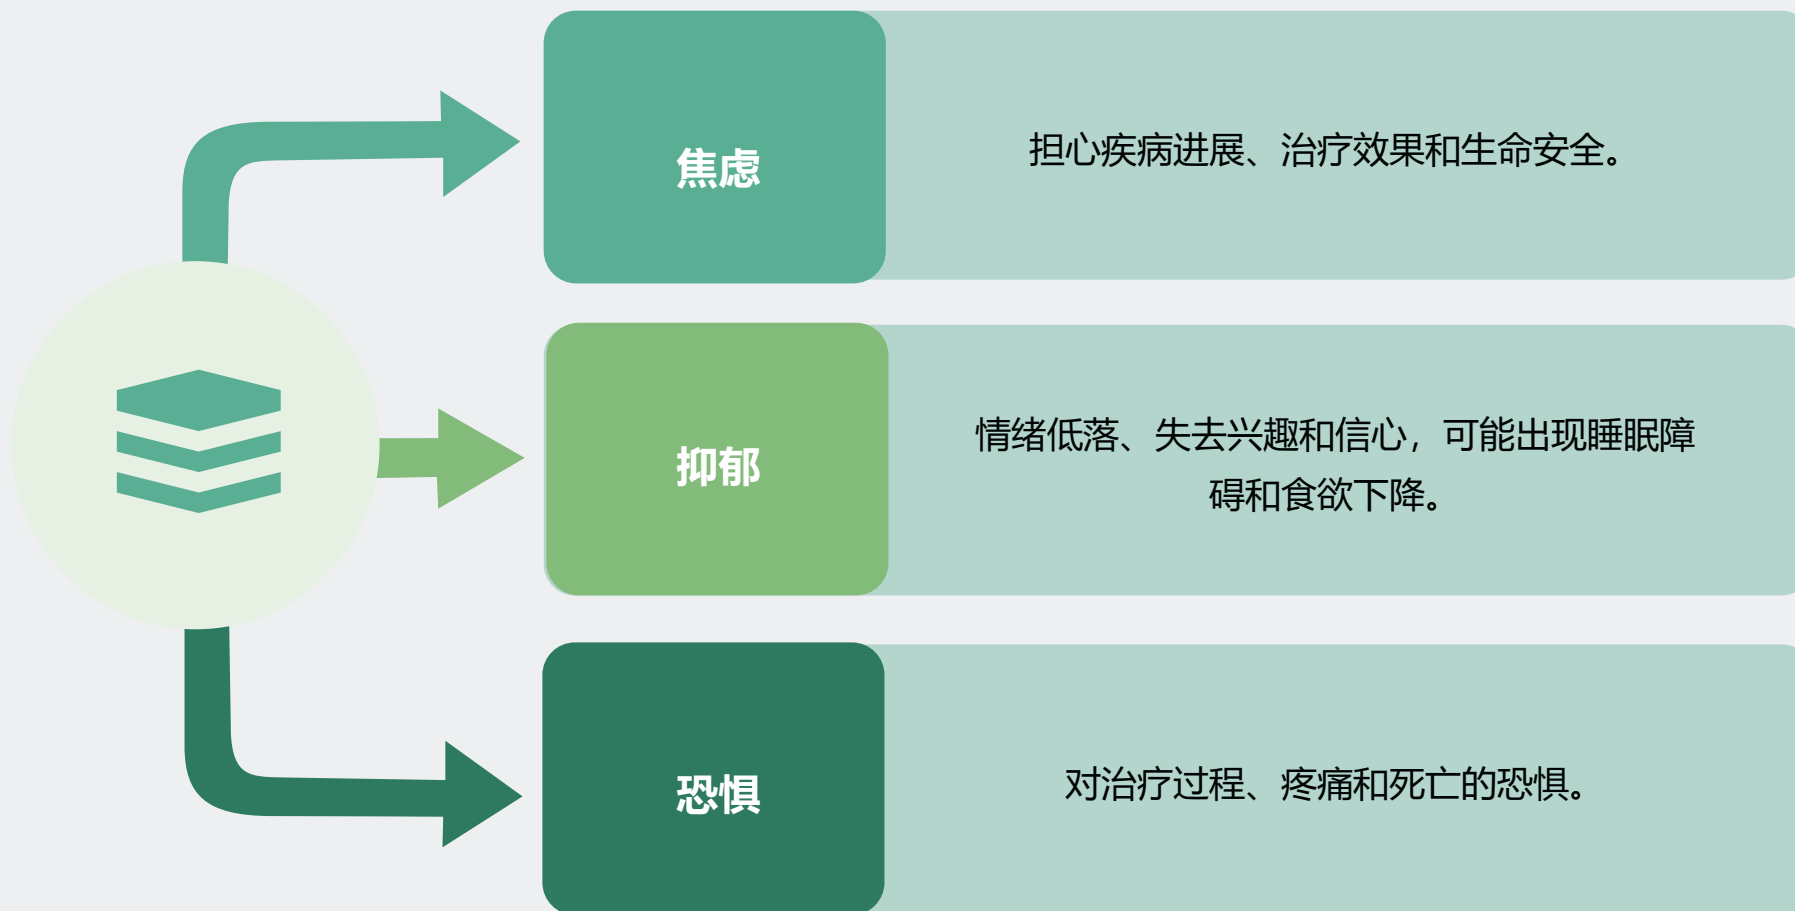 焦虑
担心疾病进展、治疗效果和生命安全。
抑郁
情绪低落、失去兴趣和信心，可能出现睡眠障
碍和食欲下降。
恐惧
对治疗过程、疼痛和死亡的恐惧。